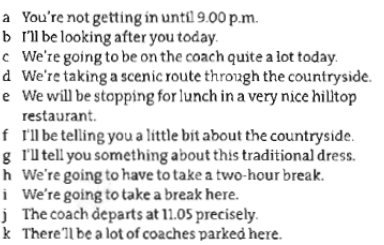 a You're not getting in until 9.00 p.m.
b I'll be looking after you today.
c We're going to be on the coach quite a lot today.
d We're taking a scenic route through the countryside.
e We will be stopping for lunch in a very nice hilltop
restaurant.
f I'll be telling you a little bit about the countryside.
g I'll tell you something about this traditional dress.
h We're going to have to take a two-hour break.
i We're going to take a break here.
j The coach departs at 11.05 precisely.
k There'll be a lot of coaches parked here.